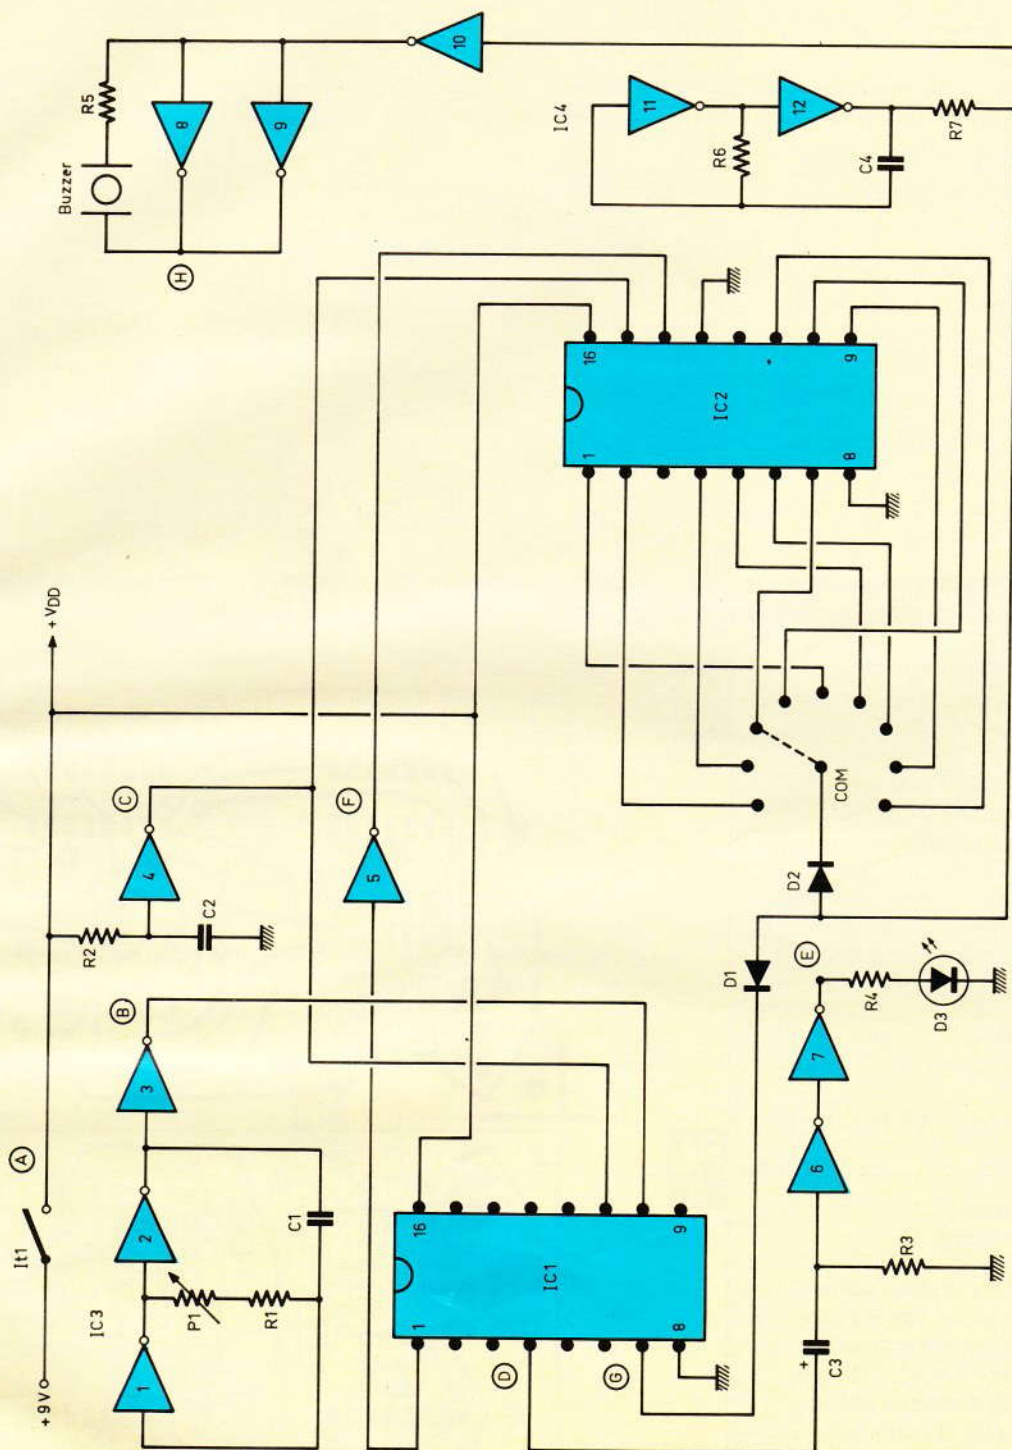 +9V
It1
A
+VDD
Buzzer
R5
IC3
1
2
3
B
R2
4
C
H
8
9
10
P1
R1
C1
C2
5
F
1
16
IC1
8
9
D
G
1
16
IC2
8
9
IC4
11
12
R6
C4
R7
D1
D2
COM
C3
R3
6
7
E
R4
D3